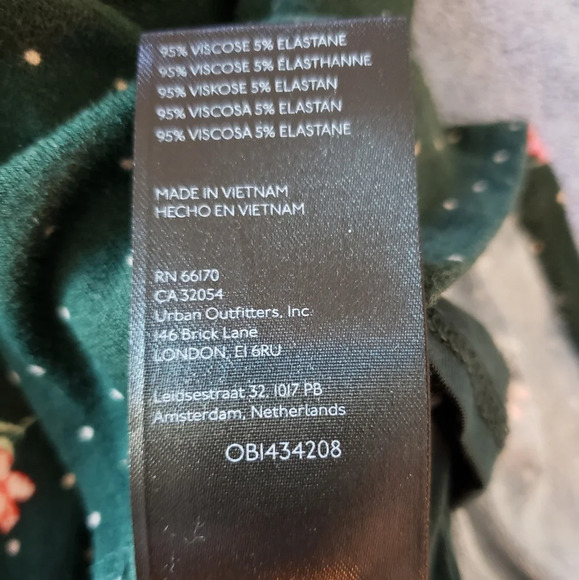 95% VISCOSE 5% ELASTANE
95% VISCOSE 5% ÉLASTHANNE
95% VISKOSE 5% ELASTAN
95% VISCOSA 5% ELASTAN
95% VISCOSA 5% ELASTANE
MADE IN VIETNAM
HECHO EN VIETNAM
RN 66170
CA 32054
Urban Outfitters, Inc.
146 Brick Lane
LONDON, E1 6RU
Leidsestraat 32, 1017 PB
Amsterdam, Netherlands
OB1434208